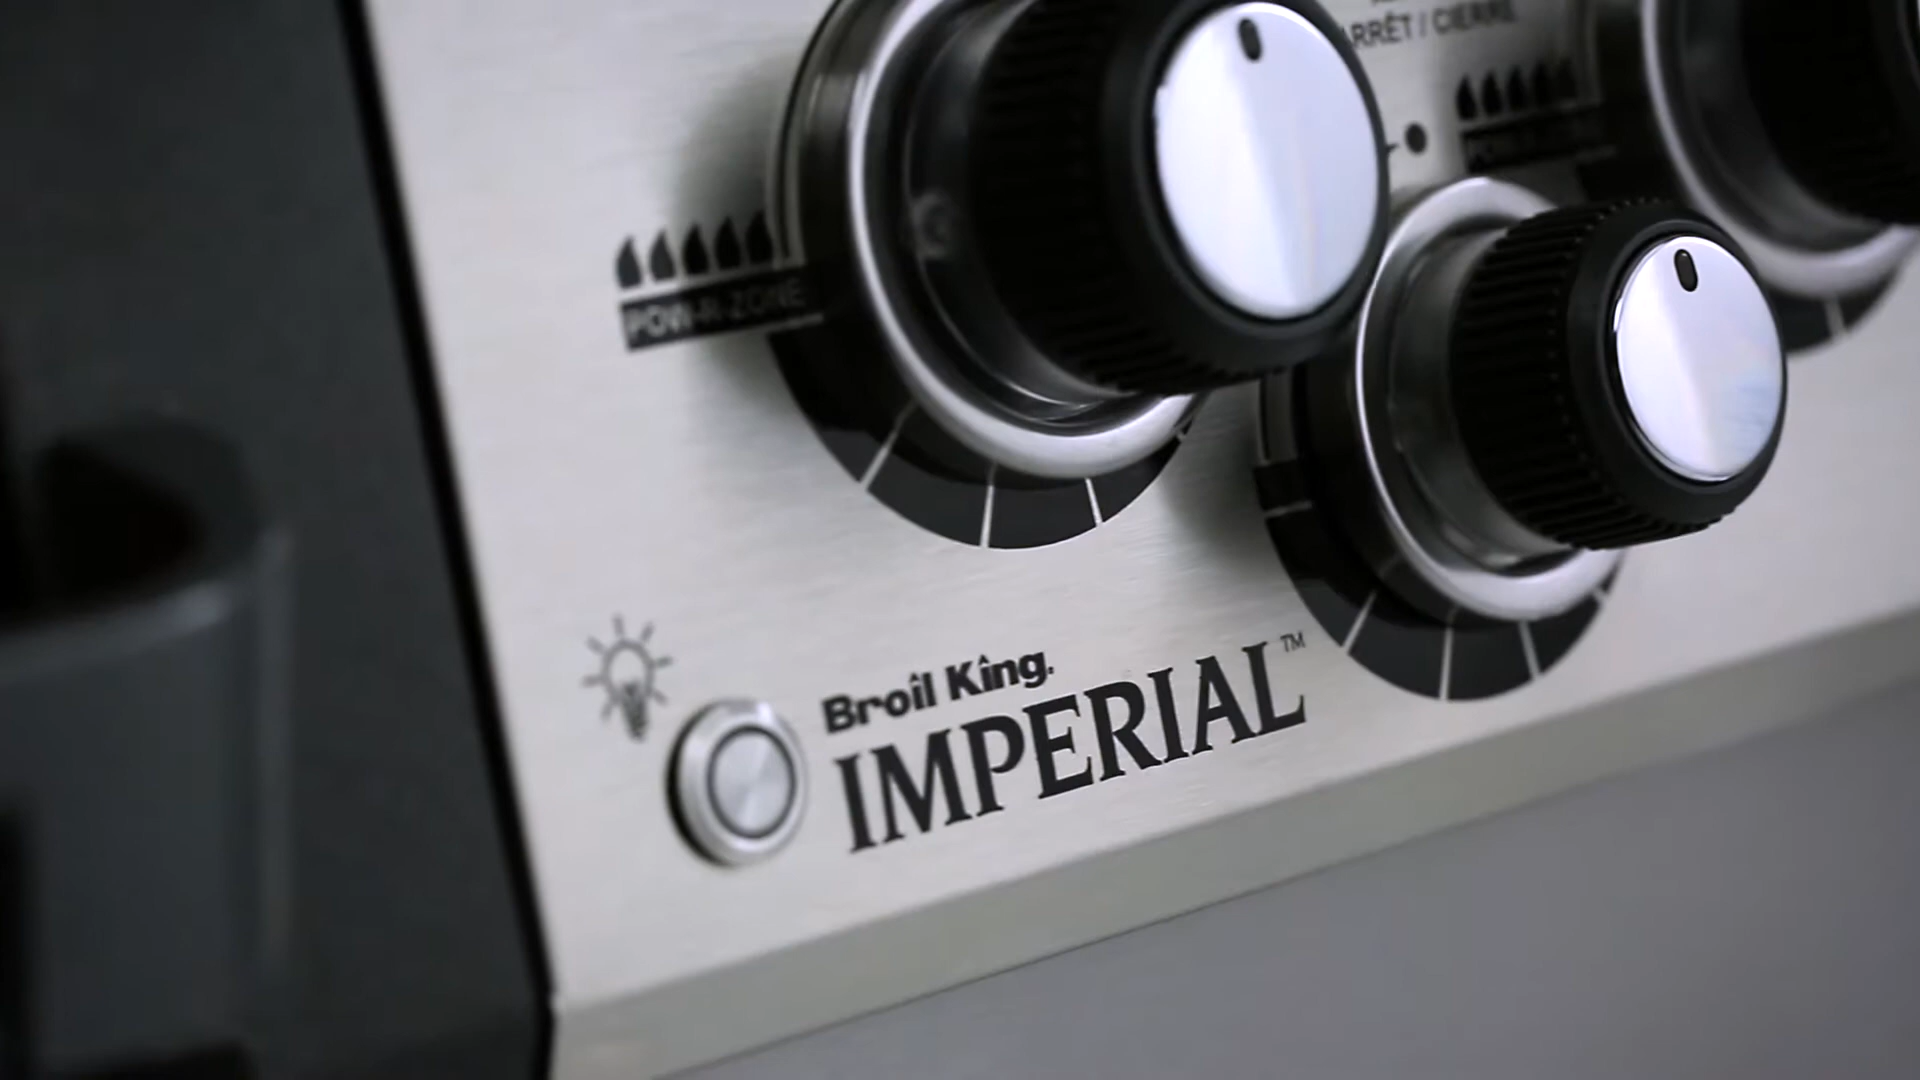 ARRÊT / CIERRE
POW-R-ZONE
Broil King.
IMPERIAL™